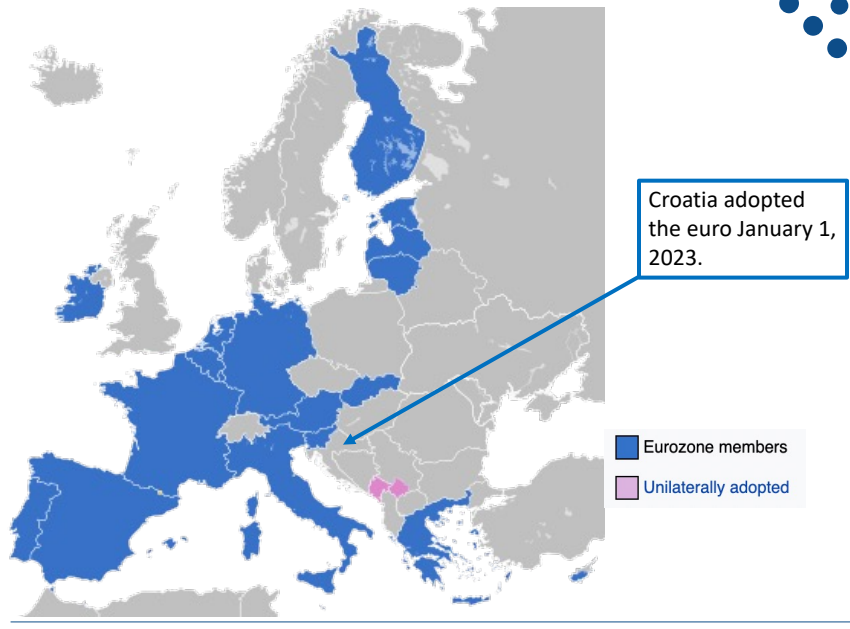 Croatia adopted
the euro January 1,
2023.
Eurozone members
Unilaterally adopted